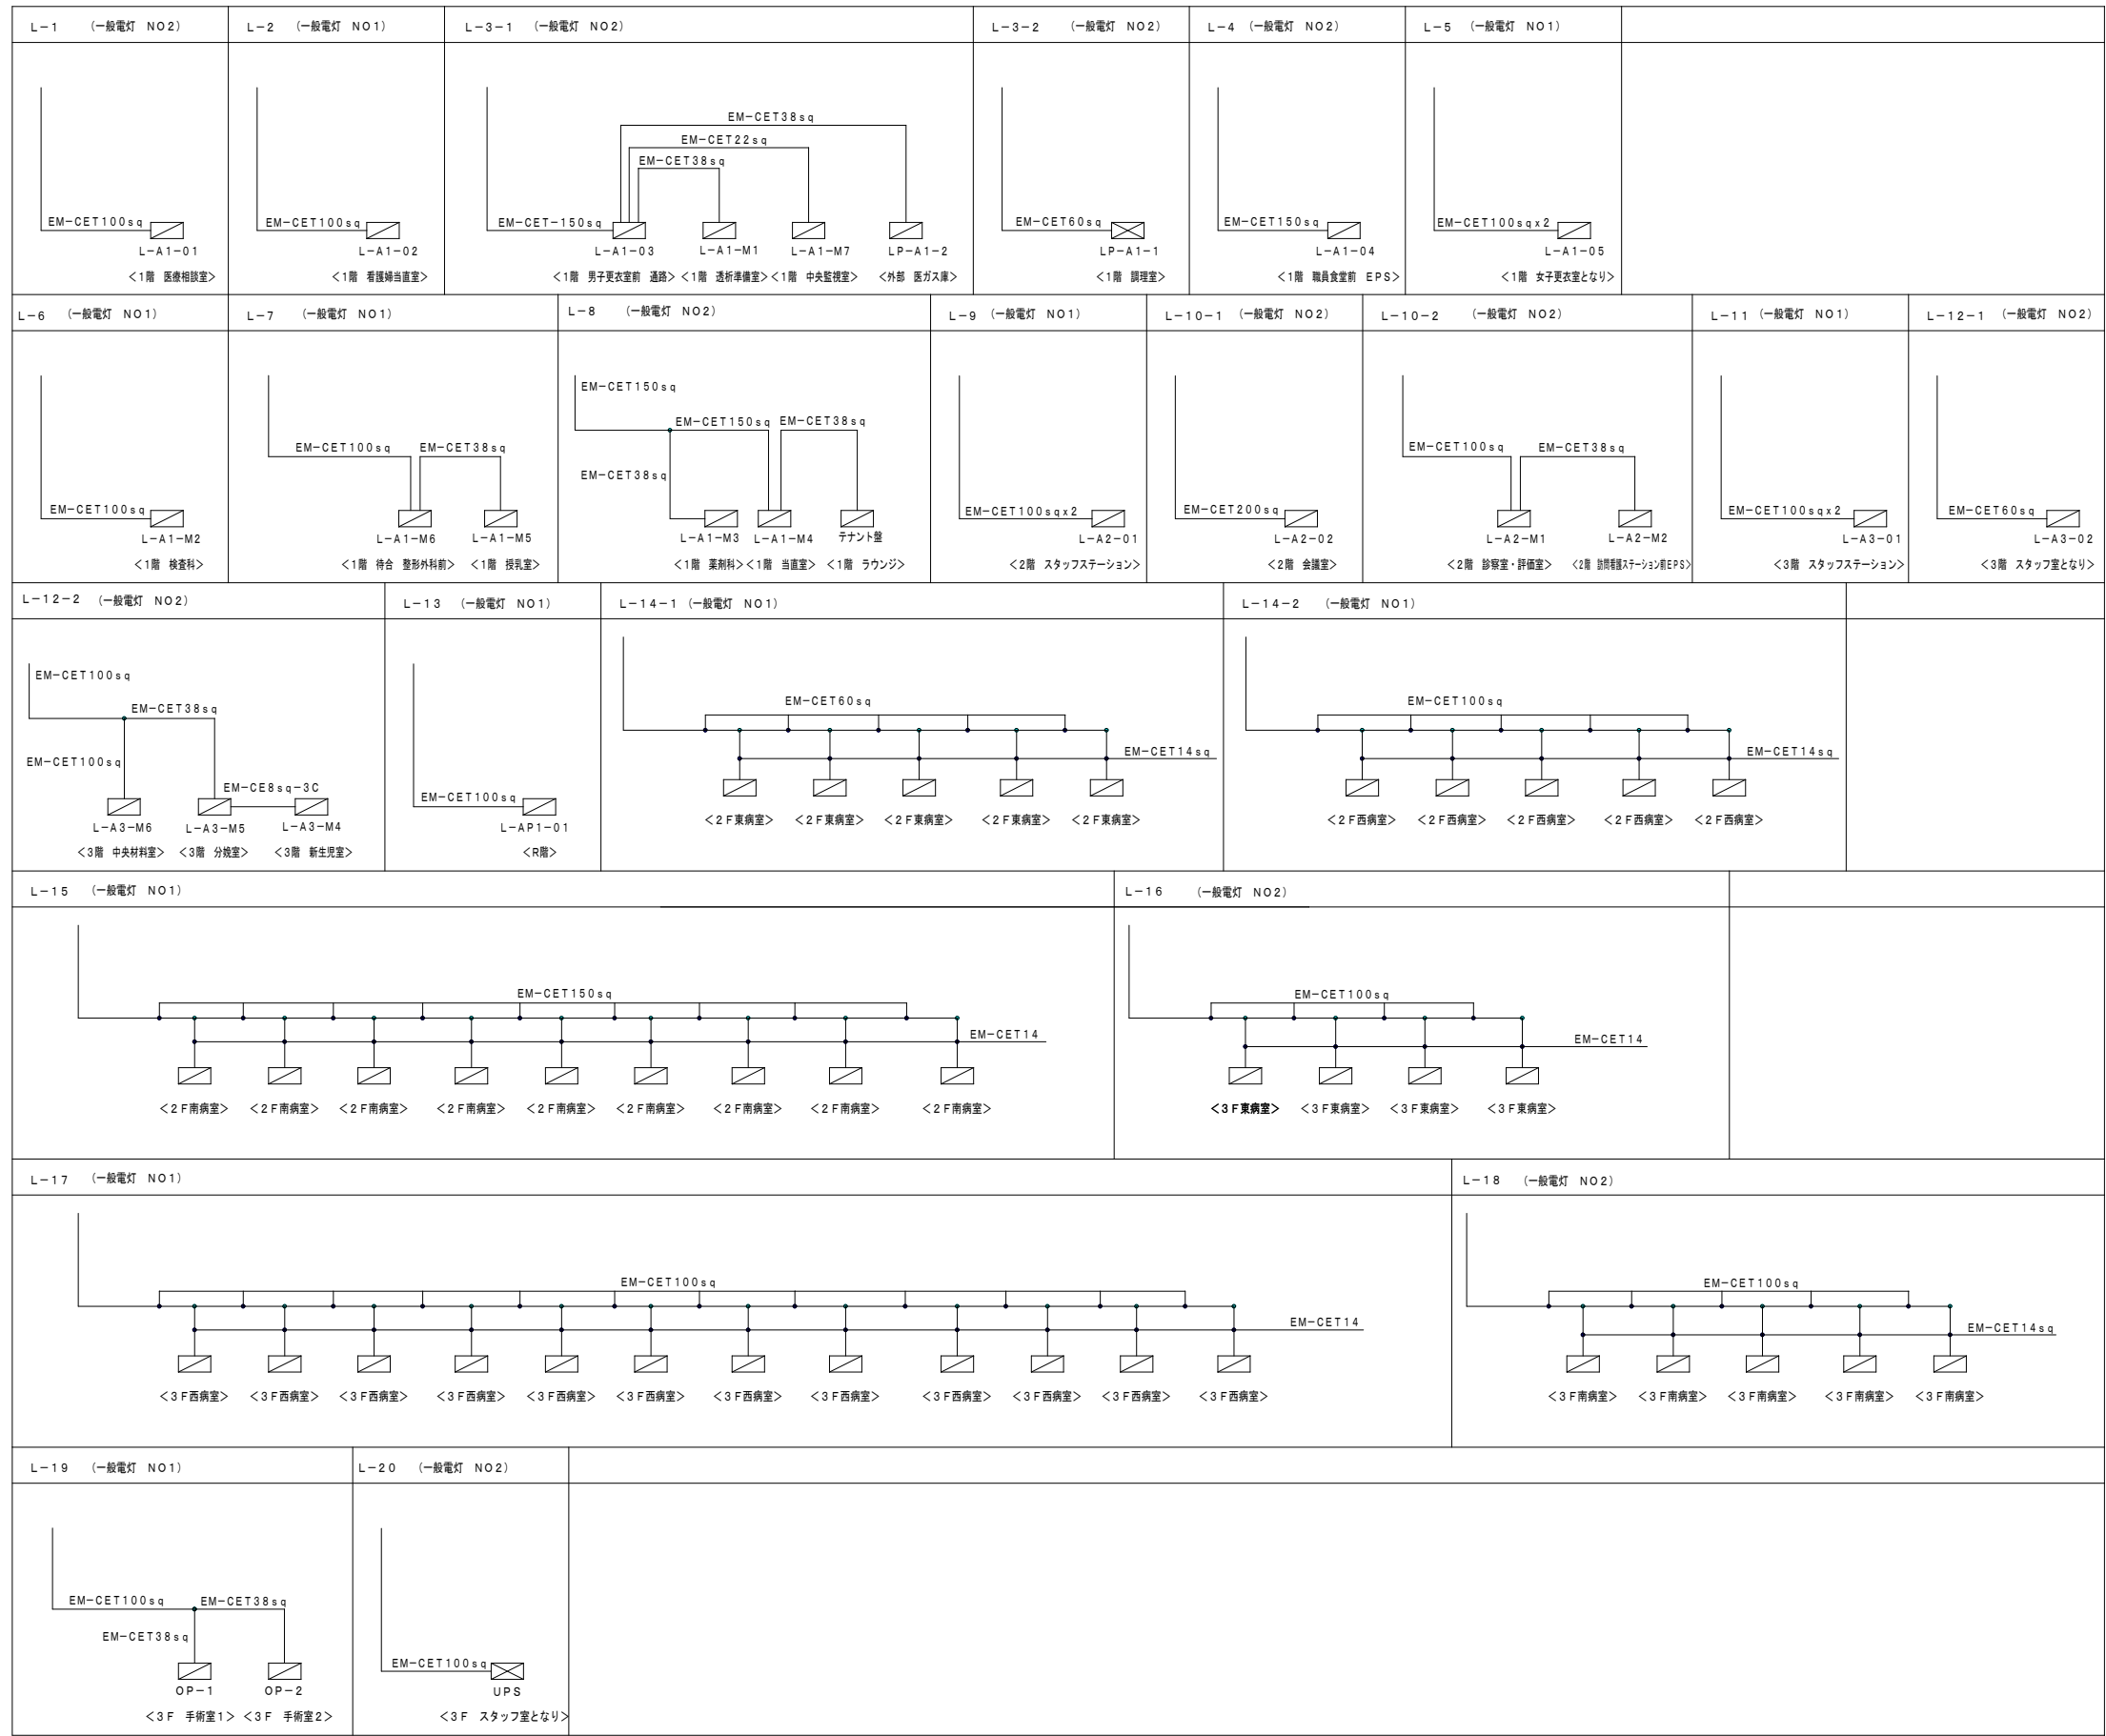 L-1 (一般電灯 NO2)
EM-CET100sq
L-A1-01
<1階 医療相談室>
L-2 (一般電灯 NO1)
EM-CET100sq
L-A1-02
<1階 看護婦当直室>
L-3-1 (一般電灯 NO2)
EM-CET38sq
EM-CET22sq
EM-CET38sq
EM-CET-150sq
L-A1-03 L-A1-M1 L-A1-M7 LP-A1-2
<1階 男子更衣室前 通路> <1階 透析準備室> <1階 中央監視室> <外部 医ガス庫>
L-3-2 (一般電灯 NO2)
EM-CET60sq
LP-A1-1
<1階 調理室>
L-4 (一般電灯 NO2)
EM-CET150sq
L-A1-04
<1階 職員食堂前 EPS>
L-5 (一般電灯 NO1)
EM-CET100sqx2
L-A1-05
<1階 女子更衣室となり>
L-6 (一般電灯 NO1)
EM-CET100sq
L-A1-M2
<1階 検査科>
L-7 (一般電灯 NO1)
EM-CET100sq EM-CET38sq
L-A1-M6 L-A1-M5
<1階 待合 整形外科前> <1階 授乳室>
L-8 (一般電灯 NO2)
EM-CET150sq
EM-CET150sq EM-CET38sq
EM-CET38sq
L-A1-M3 L-A1-M4 テナント盤
<1階 薬剤科> <1階 当直室> <1階 ラウンジ>
L-9 (一般電灯 NO1)
EM-CET100sqx2
L-A2-01
<2階 スタッフステーション>
L-10-1 (一般電灯 NO2)
EM-CET200sq
L-A2-02
<2階 会議室>
L-10-2 (一般電灯 NO2)
EM-CET100sq EM-CET38sq
L-A2-M1 L-A2-M2
<2階 診察室・評価室> <2階 訪問看護ステーション前EPS>
L-11 (一般電灯 NO1)
EM-CET100sqx2
L-A3-01
<3階 スタッフステーション>
L-12-1 (一般電灯 NO2)
EM-CET60sq
L-A3-02
<3階 スタッフ室となり>
L-12-2 (一般電灯 NO2)
EM-CET100sq
EM-CET38sq
EM-CET100sq
EM-CE8sq-3C
L-A3-M6 L-A3-M5 L-A3-M4
<3階 中央材料室> <3階 分娩室> <3階 新生児室>
L-13 (一般電灯 NO1)
EM-CET100sq
L-AP1-01
<R階>
L-14-1 (一般電灯 NO1)
EM-CET60sq
EM-CET14sq
<2F東病室> <2F東病室> <2F東病室> <2F東病室> <2F東病室>
L-14-2 (一般電灯 NO1)
EM-CET100sq
EM-CET14sq
<2F西病室> <2F西病室> <2F西病室> <2F西病室> <2F西病室>
L-15 (一般電灯 NO1)
EM-CET150sq
EM-CET14
<2F南病室> <2F南病室> <2F南病室> <2F南病室> <2F南病室> <2F南病室> <2F南病室> <2F南病室> <2F南病室>
L-16 (一般電灯 NO2)
EM-CET100sq
EM-CET14
<3F東病室> <3F東病室> <3F東病室> <3F東病室>
L-17 (一般電灯 NO1)
EM-CET100sq
EM-CET14
<3F西病室> <3F西病室> <3F西病室> <3F西病室> <3F西病室> <3F西病室> <3F西病室> <3F西病室> <3F西病室> <3F西病室> <3F西病室> <3F西病室>
L-18 (一般電灯 NO2)
EM-CET100sq
EM-CET14sq
<3F南病室> <3F南病室> <3F南病室> <3F南病室> <3F南病室>
L-19 (一般電灯 NO1)
EM-CET100sq EM-CET38sq
EM-CET38sq
OP-1 OP-2
<3F 手術室1> <3F 手術室2>
L-20 (一般電灯 NO2)
EM-CET100sq
UPS
<3F スタッフ室となり>